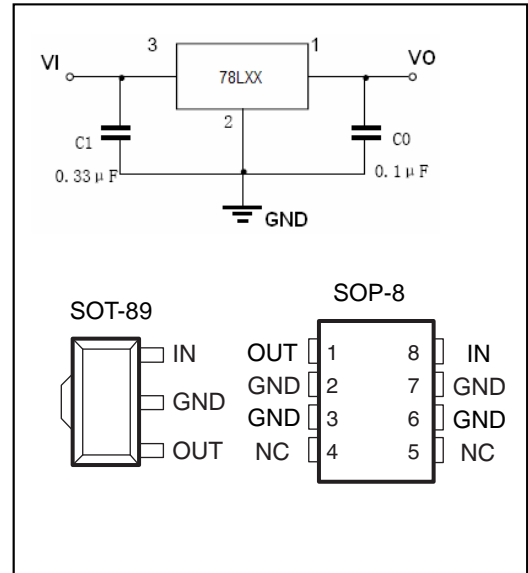 3 1
VI 78LXX VO
2
C1 C0
0.33μF 0.1μF
GND
SOP-8
SOT-89
IN OUT 1 8 IN
GND 2 7 GND
GND
GND 3 6 GND
OUT NC 4 5 NC